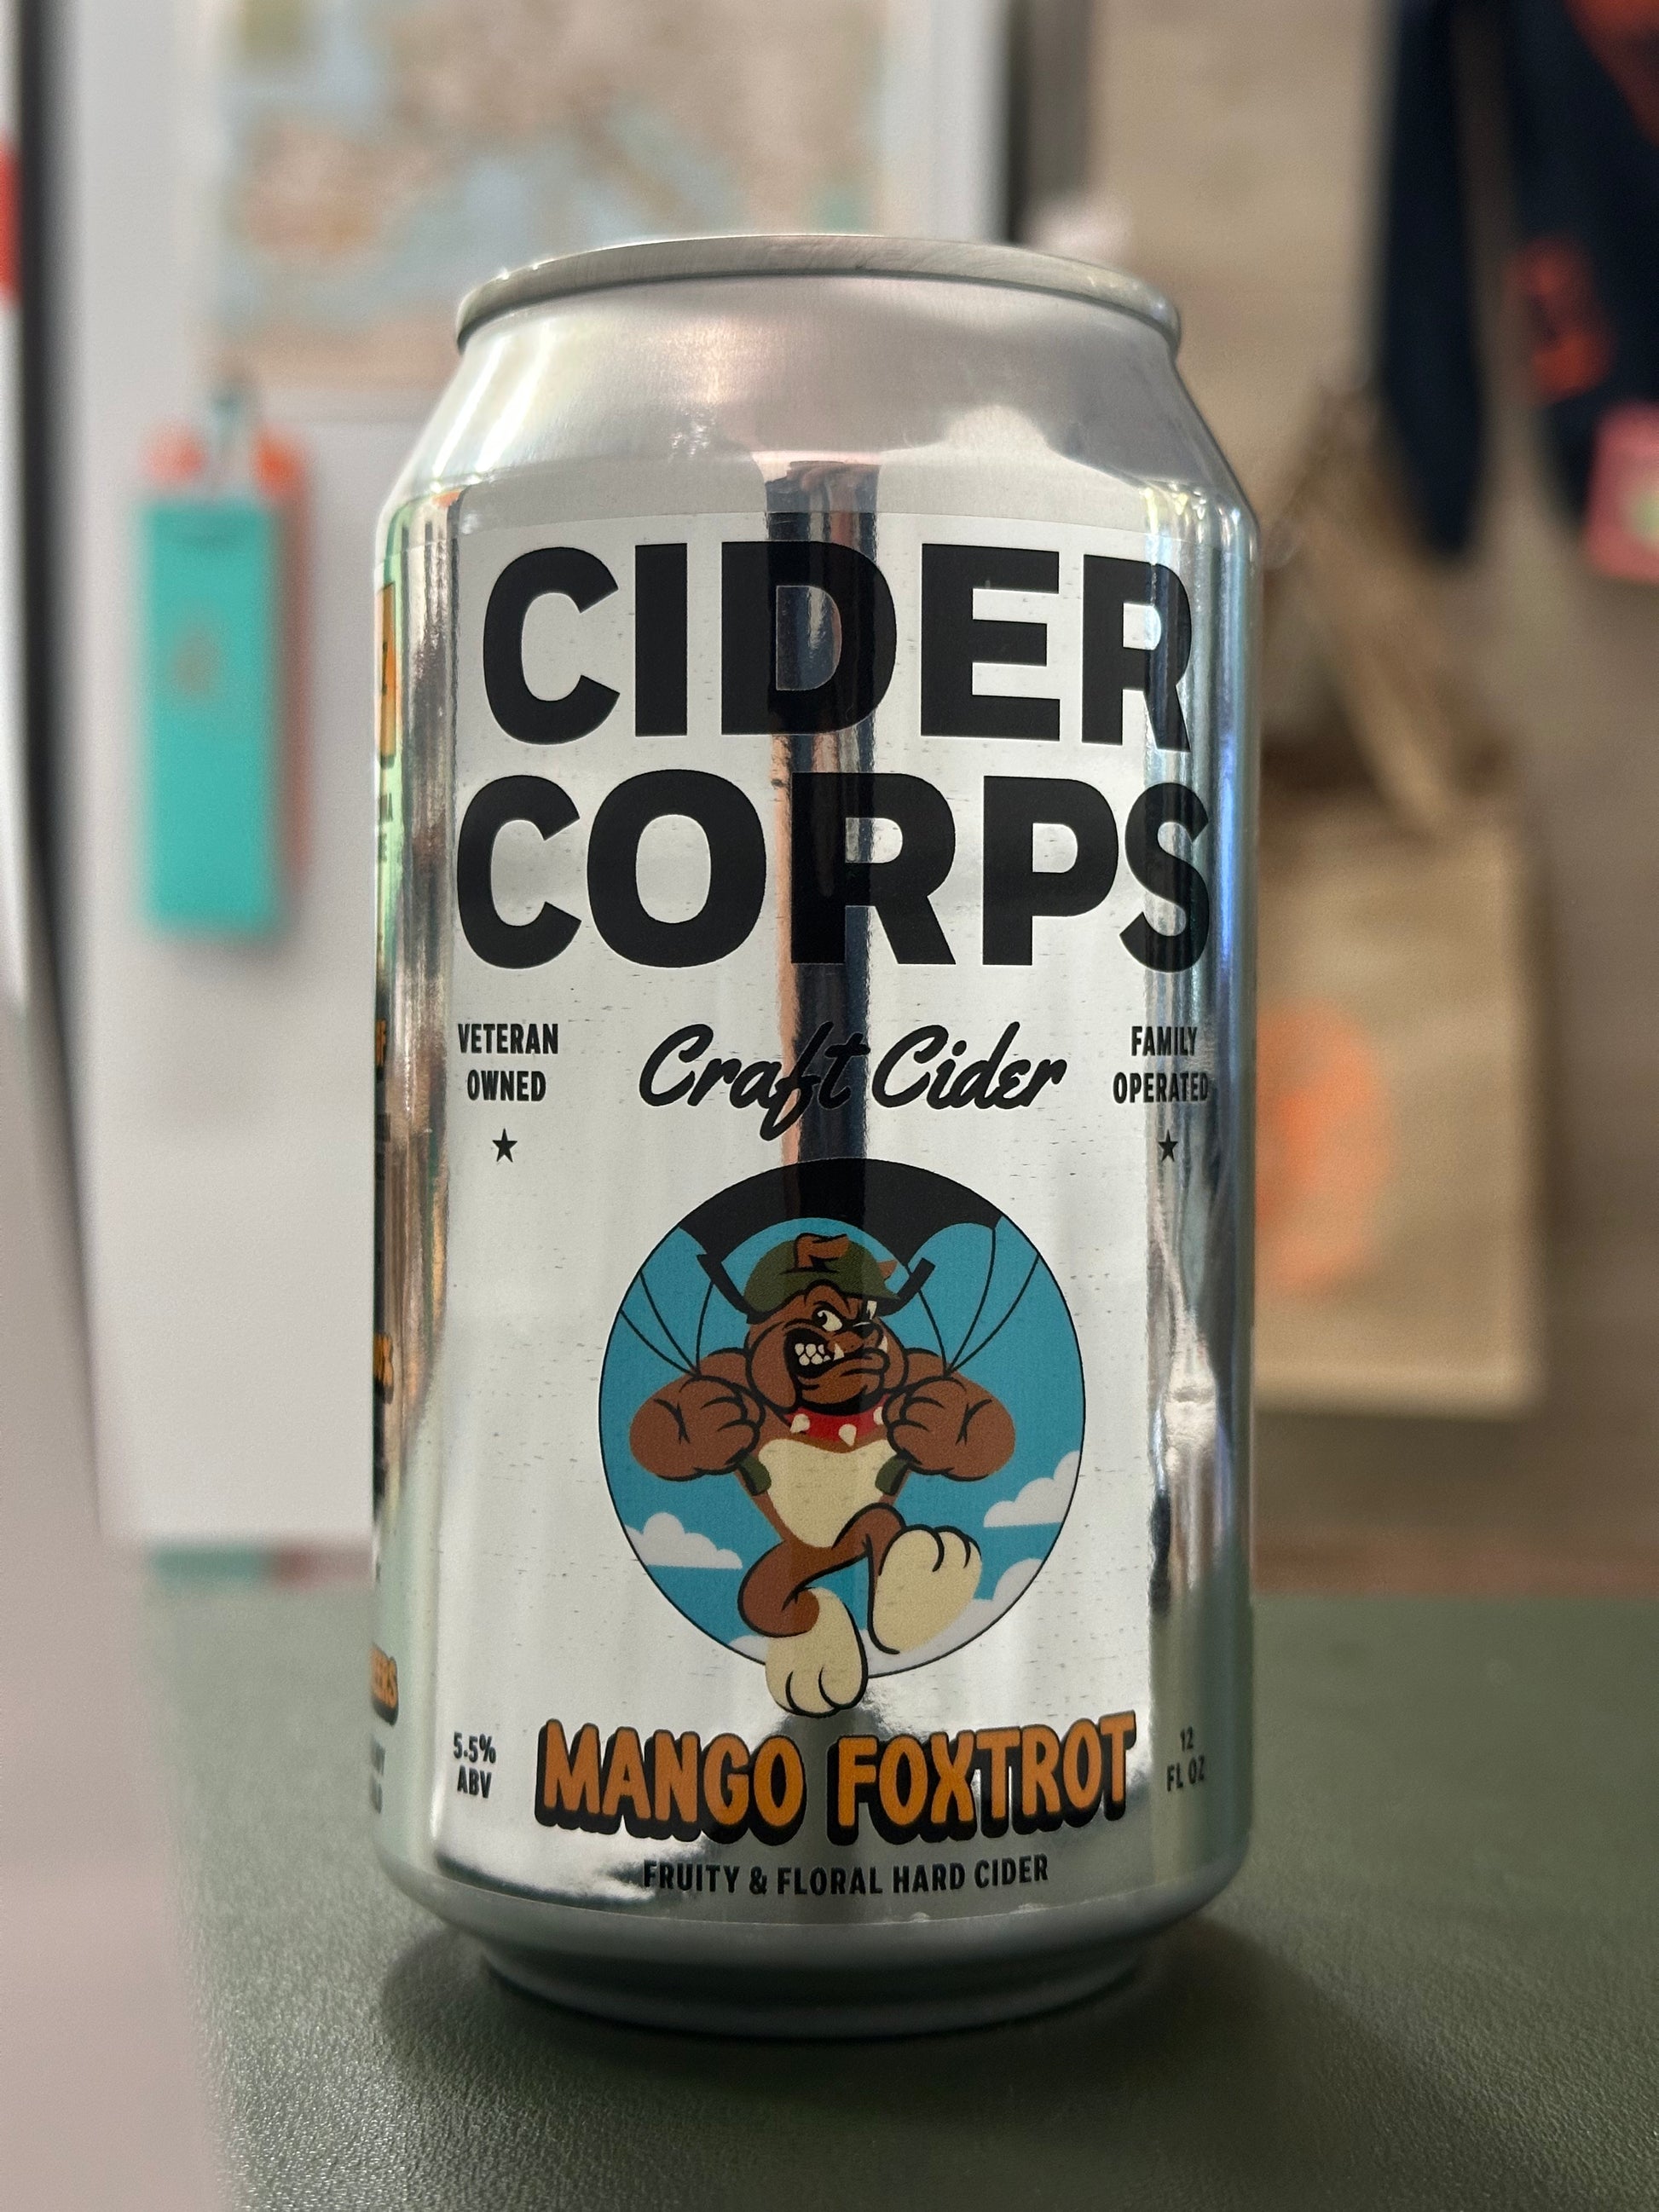 CIDER
CORPS
VETERAN
OWNED
Craft Cider
FAMILY
OPERATED
5.5%
ABV
MANGO FOXTROT
12
FL OZ
FRUITY & FLORAL HARD CIDER